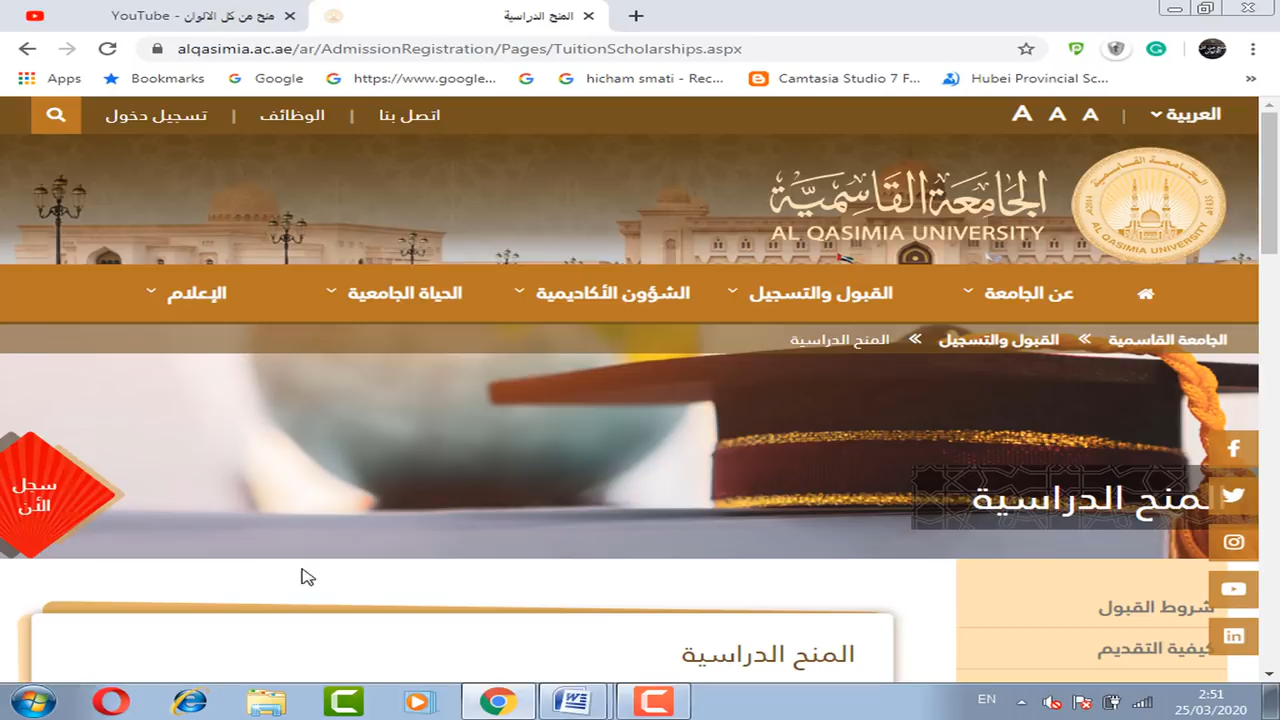 منح من كل الالوان - YouTube
المنح الدراسية
alqasimia.ac.ae/ar/AdmissionRegistration/Pages/TuitionScholarships.aspx
Apps Bookmarks Google https://www.google... hicham smati - Rec... Camtasia Studio 7 F... Hubei Provincial Sc... »
العربية | A A A
اتصل بنا | الوظائف | تسجيل دخول
الجامعة القاسمية
AL QASIMIA UNIVERSITY
عن الجامعة القبول والتسجيل الشؤون الأكاديمية الحياة الجامعية الإعلام
الجامعة القاسمية » القبول والتسجيل » المنح الدراسية
سجل
الأن
المنح الدراسية
شروط القبول
كيفية التقديم
المنح الدراسية
EN
2:51
25/03/2020